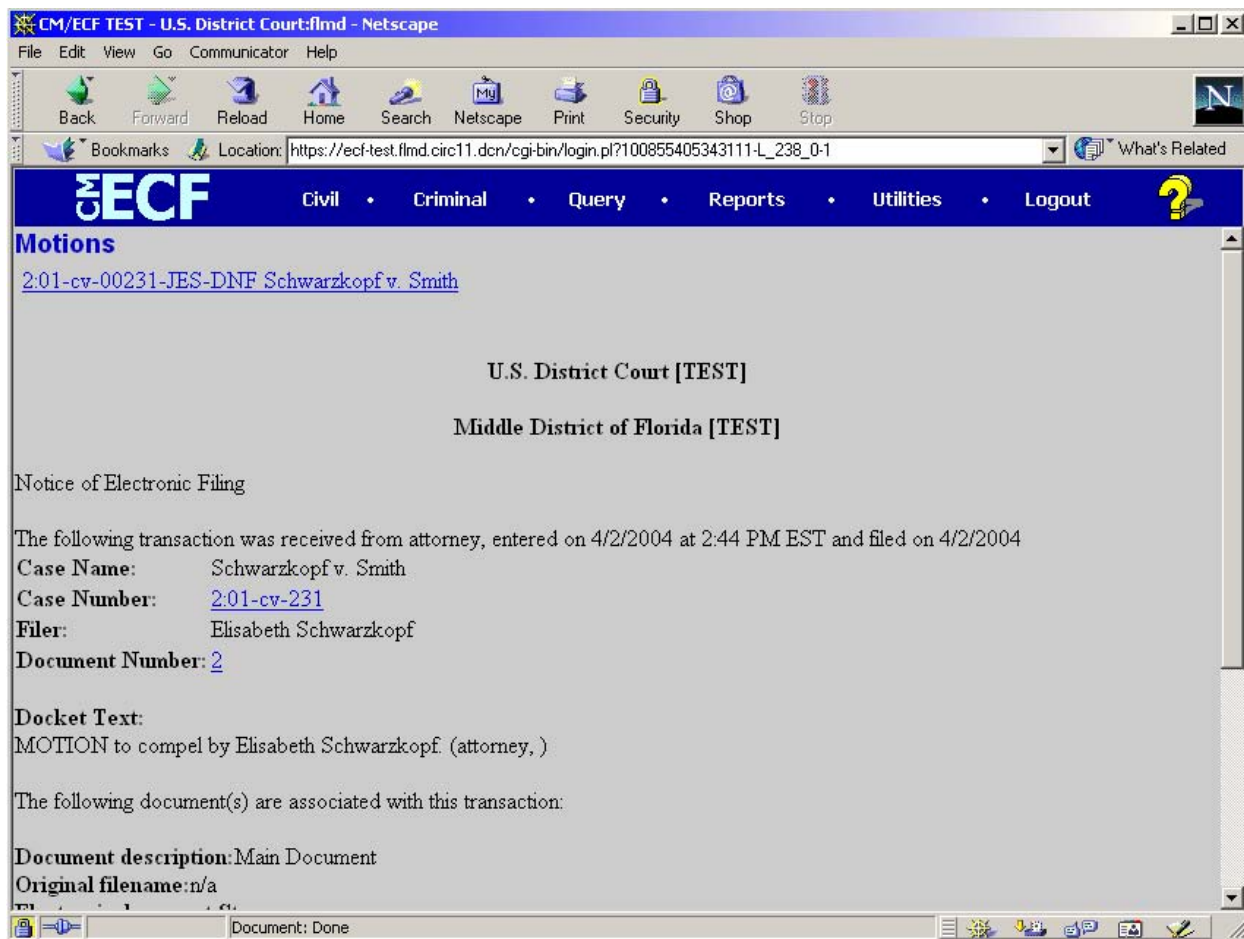 CM/ECF TEST - U.S. District Court:flmd - Netscape
File Edit View Go Communicator Help
Back Forward Reload Home Search Netscape Print Security Shop Stop
My
N
Bookmarks Location: https://ecf-test.flmd.circ11.dcn/cgi-bin/login.pl?100855405343111-L_238_0-1 What's Related
CM ECF Civil • Criminal • Query • Reports • Utilities • Logout ?
Motions
2:01-cv-00231-JES-DNF Schwarzkopf v. Smith
U.S. District Court [TEST]
Middle District of Florida [TEST]
Notice of Electronic Filing
The following transaction was received from attorney, entered on 4/2/2004 at 2:44 PM EST and filed on 4/2/2004
Case Name: Schwarzkopf v. Smith
Case Number: 2:01-cv-231
Filer: Elisabeth Schwarzkopf
Document Number: 2
Docket Text:
MOTION to compel by Elisabeth Schwarzkopf. (attorney, )
The following document(s) are associated with this transaction:
Document description:Main Document
Original filename:n/a
Document: Done